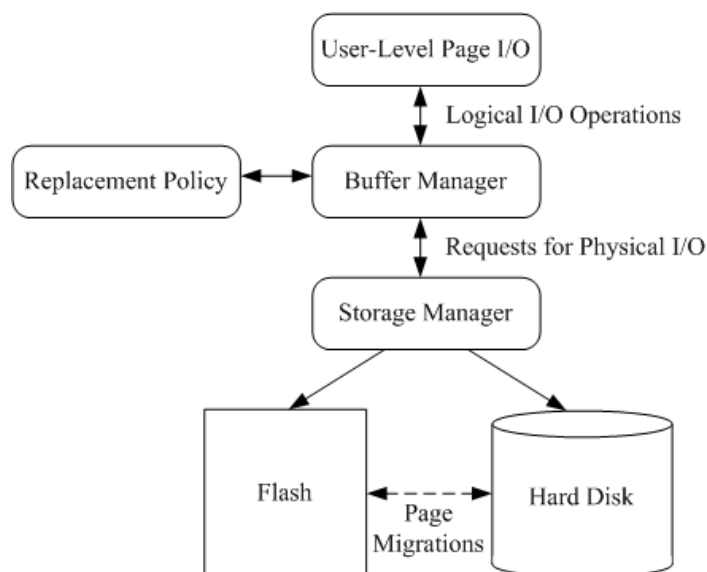 User-Level Page I/O
Logical I/O Operations
Replacement Policy
Buffer Manager
Requests for Physical I/O
Storage Manager
Flash
Hard Disk
Page
Migrations